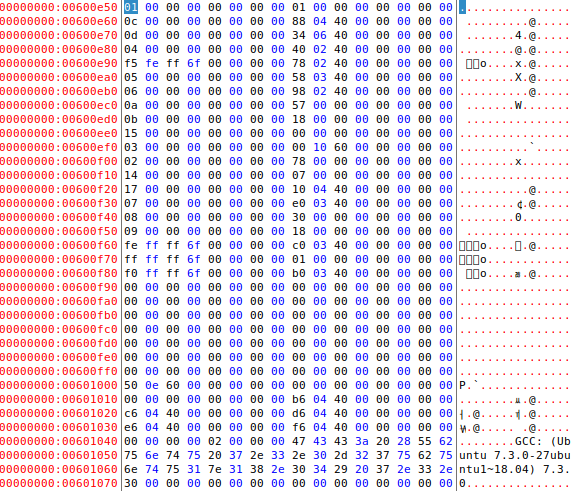 00000000:00600e50 01 00 00 00 00 00 00 00 01 00 00 00 00 00 00 00 ................
00000000:00600e60 0c 00 00 00 00 00 00 00 88 04 40 00 00 00 00 00 ..........@.....
00000000:00600e70 0d 00 00 00 00 00 00 00 34 06 40 00 00 00 00 00 ........4.@.....
00000000:00600e80 04 00 00 00 00 00 00 00 40 02 40 00 00 00 00 00 ........@.@.....
00000000:00600e90 f5 fe ff 6f 00 00 00 00 78 02 40 00 00 00 00 00 o....x.@.....
00000000:00600ea0 05 00 00 00 00 00 00 00 58 03 40 00 00 00 00 00 ........X.@.....
00000000:00600eb0 06 00 00 00 00 00 00 00 98 02 40 00 00 00 00 00 ..........@.....
00000000:00600ec0 0a 00 00 00 00 00 00 00 57 00 00 00 00 00 00 00 ........W.......
00000000:00600ed0 0b 00 00 00 00 00 00 00 18 00 00 00 00 00 00 00 ................
00000000:00600ee0 15 00 00 00 00 00 00 00 00 00 00 00 00 00 00 00 ................
00000000:00600ef0 03 00 00 00 00 00 00 00 00 10 60 00 00 00 00 00 ..........`.....
00000000:00600f00 02 00 00 00 00 00 00 00 78 00 00 00 00 00 00 00 ........x.......
00000000:00600f10 14 00 00 00 00 00 00 00 07 00 00 00 00 00 00 00 ................
00000000:00600f20 17 00 00 00 00 00 00 00 10 04 40 00 00 00 00 00 ..........@.....
00000000:00600f30 07 00 00 00 00 00 00 00 e0 03 40 00 00 00 00 00 .........@.....
00000000:00600f40 08 00 00 00 00 00 00 00 30 00 00 00 00 00 00 00 ........0.......
00000000:00600f50 09 00 00 00 00 00 00 00 18 00 00 00 00 00 00 00 ................
00000000:00600f60 fe ff ff 6f 00 00 00 00 c0 03 40 00 00 00 00 00 o.....@.....
00000000:00600f70 ff ff ff 6f 00 00 00 00 01 00 00 00 00 00 00 00 o............
00000000:00600f80 f0 ff ff 6f 00 00 00 00 b0 03 40 00 00 00 00 00 o.....@.....
00000000:00600f90 00 00 00 00 00 00 00 00 00 00 00 00 00 00 00 00 ................
00000000:00600fa0 00 00 00 00 00 00 00 00 00 00 00 00 00 00 00 00 ................
00000000:00600fb0 00 00 00 00 00 00 00 00 00 00 00 00 00 00 00 00 ................
00000000:00600fc0 00 00 00 00 00 00 00 00 00 00 00 00 00 00 00 00 ................
00000000:00600fd0 00 00 00 00 00 00 00 00 00 00 00 00 00 00 00 00 ................
00000000:00600fe0 00 00 00 00 00 00 00 00 00 00 00 00 00 00 00 00 ................
00000000:00600ff0 00 00 00 00 00 00 00 00 00 00 00 00 00 00 00 00 ................
00000000:00601000 50 0e 60 00 00 00 00 00 00 00 00 00 00 00 00 00 P.`.............
00000000:00601010 00 00 00 00 00 00 00 00 b6 04 40 00 00 00 00 00 .........@.....
00000000:00601020 c6 04 40 00 00 00 00 00 d6 04 40 00 00 00 00 00 .@......@.....
00000000:00601030 e6 04 40 00 00 00 00 00 f6 04 40 00 00 00 00 00 .@.......@.....
00000000:00601040 00 00 00 00 02 00 00 00 47 43 43 3a 20 28 55 62 ........GCC: (Ub
00000000:00601050 75 6e 74 75 20 37 2e 33 2e 30 2d 32 37 75 62 75 untu 7.3.0-27ubu
00000000:00601060 6e 74 75 31 7e 31 38 2e 30 34 29 20 37 2e 33 2e ntu1~18.04) 7.3.
00000000:00601070 30 00 00 00 00 00 00 00 00 00 00 00 00 00 00 00 0...............